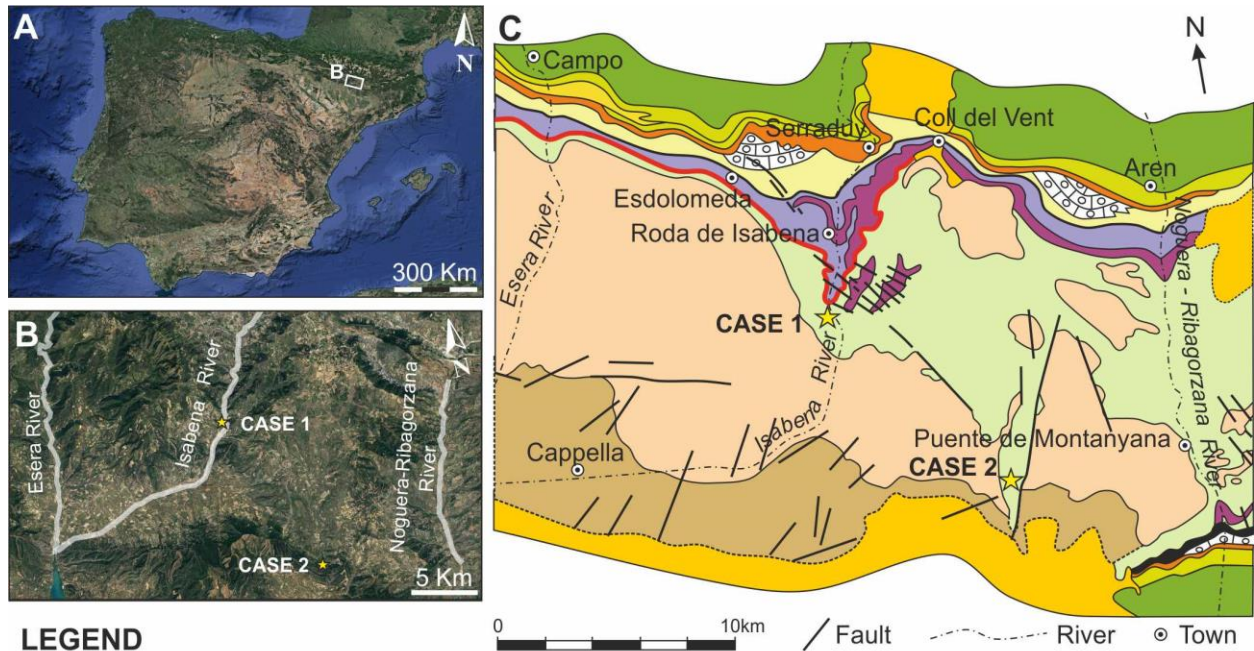 A
B
N
300 Km
B
Esera River
Isabena River
CASE 1
Noguera-Ribagorzana
River
CASE 2
5 Km
LEGEND
C
N
Campo
Serraduy
Coll del Vent
Aren
Esdolomeda
Roda de Isabena
Esera River
CASE 1
Isabena River
Noguera - Ribagorzana River
Puente de Montanyana
CASE 2
Cappella
0 10km
Fault
River
Town